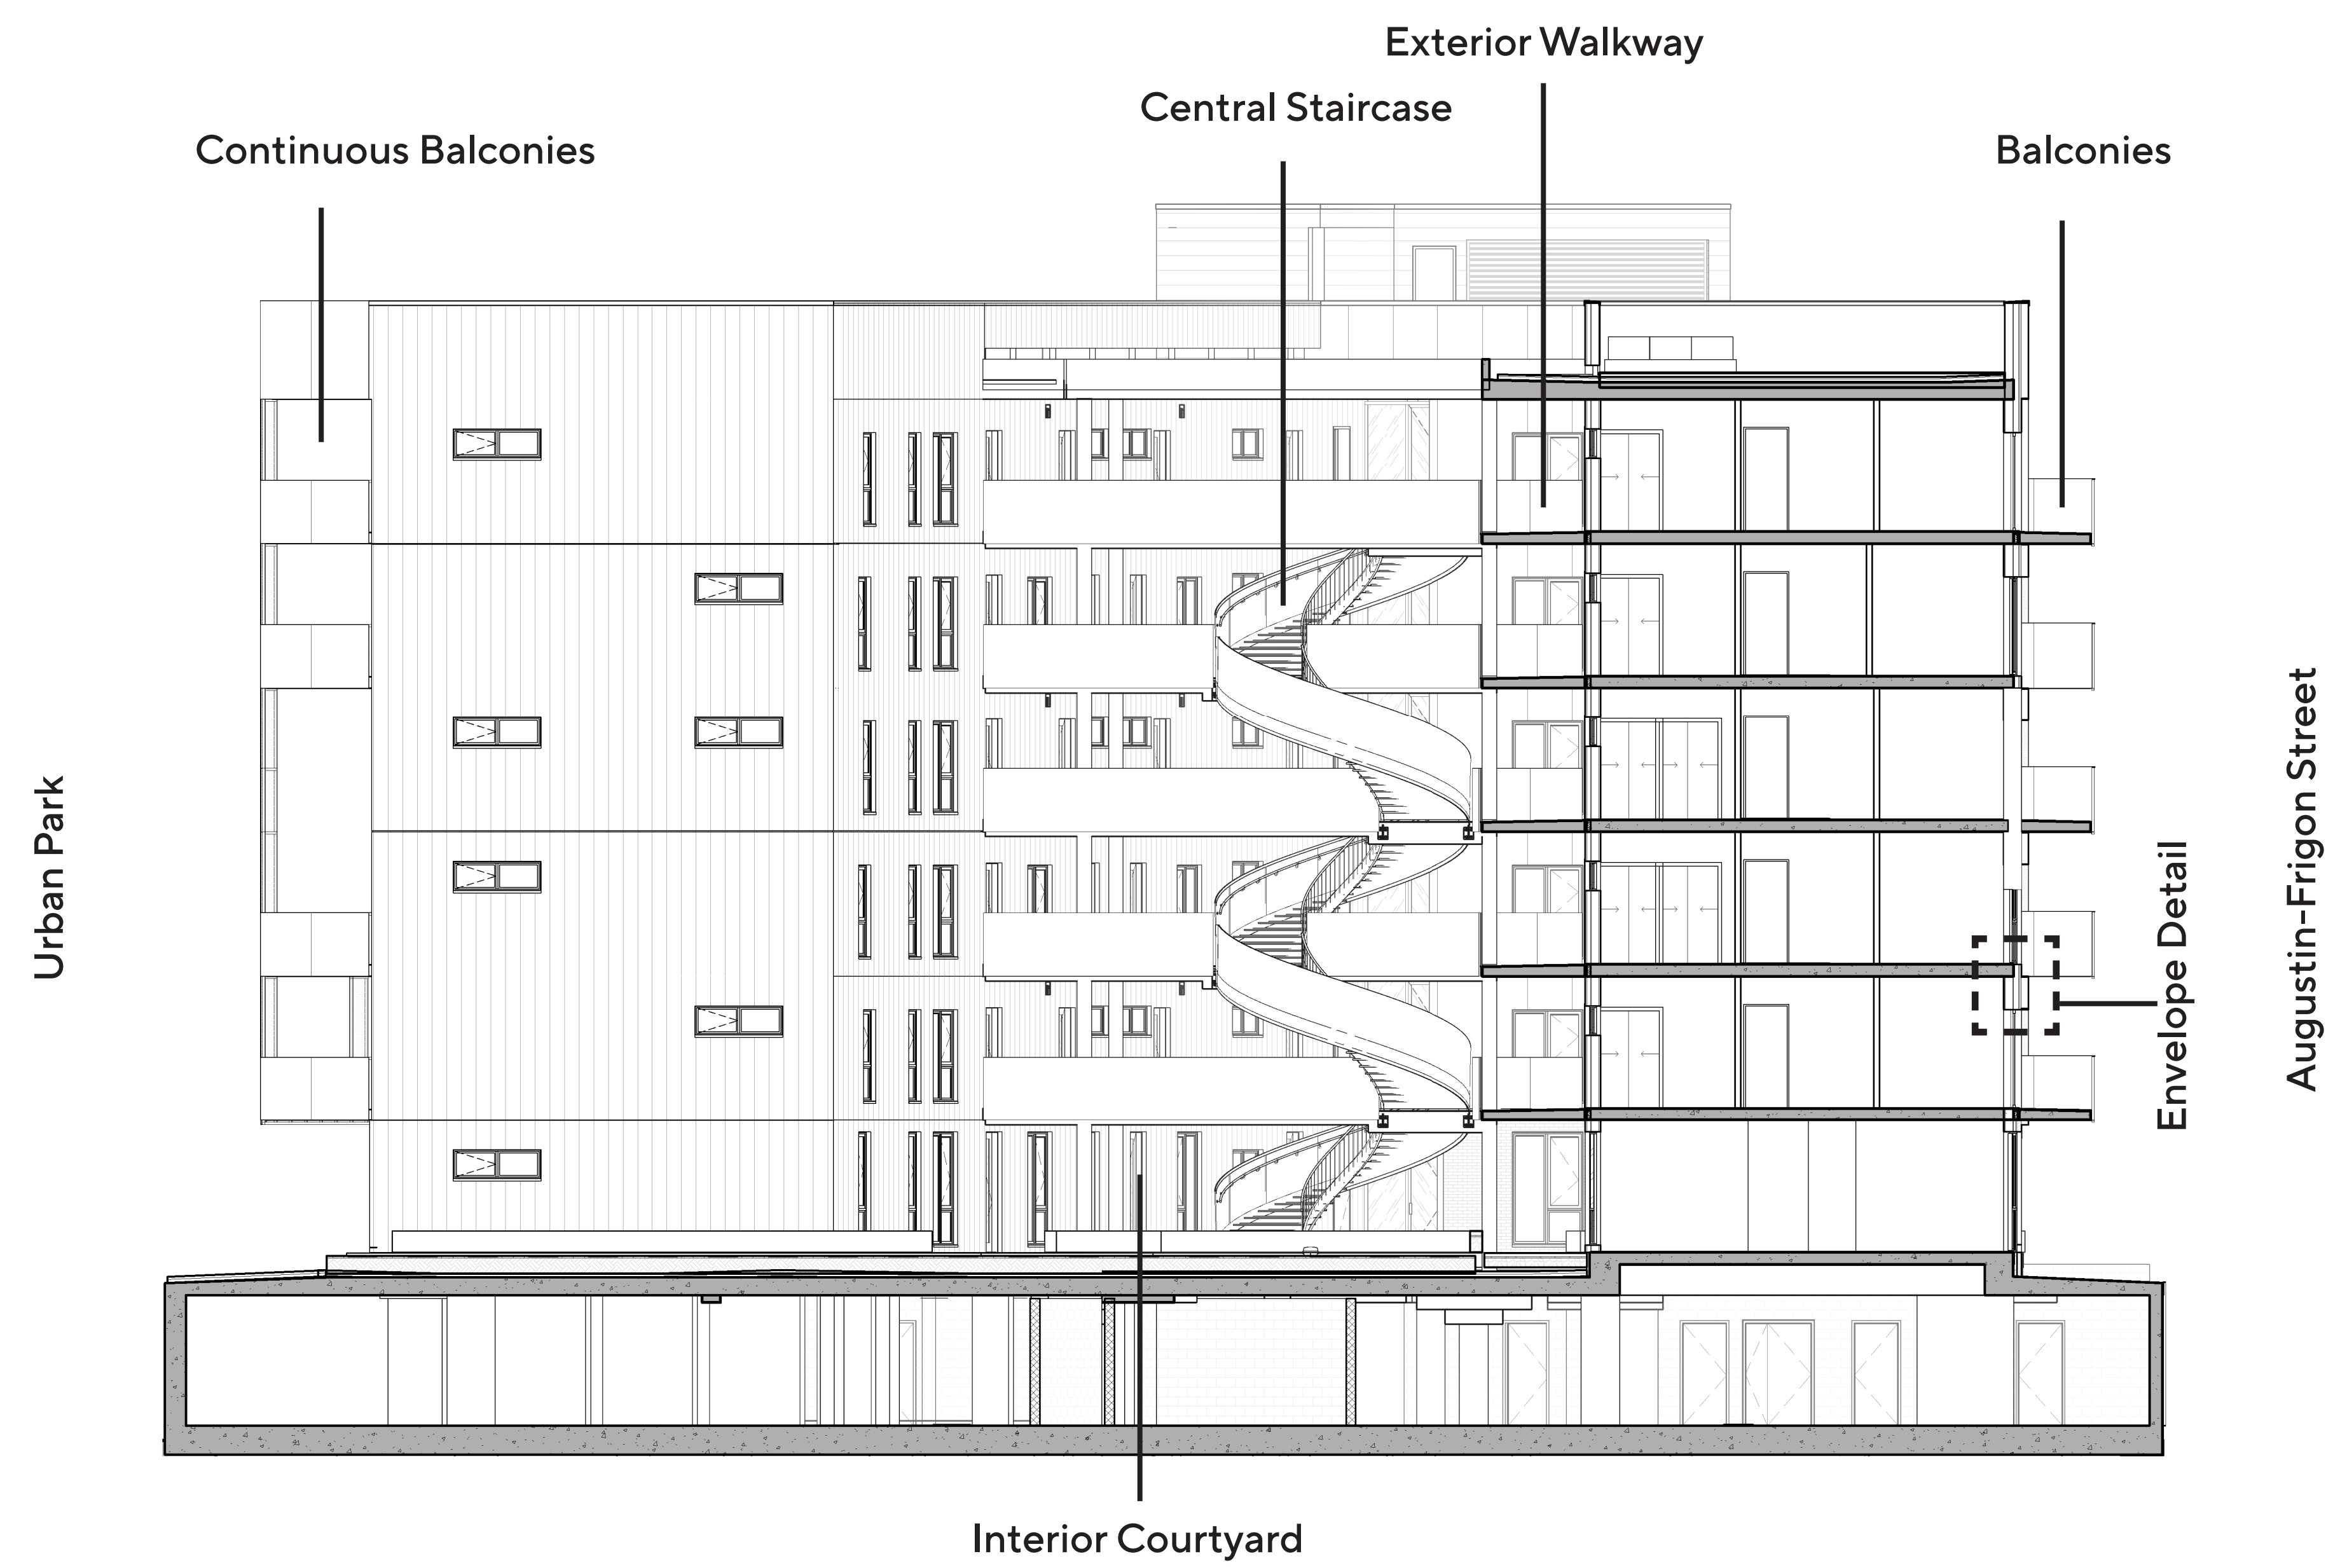 Exterior Walkway
Central Staircase
Continuous Balconies
Balconies
Urban Park
Augustin-Frigon Street
Envelope Detail
Interior Courtyard